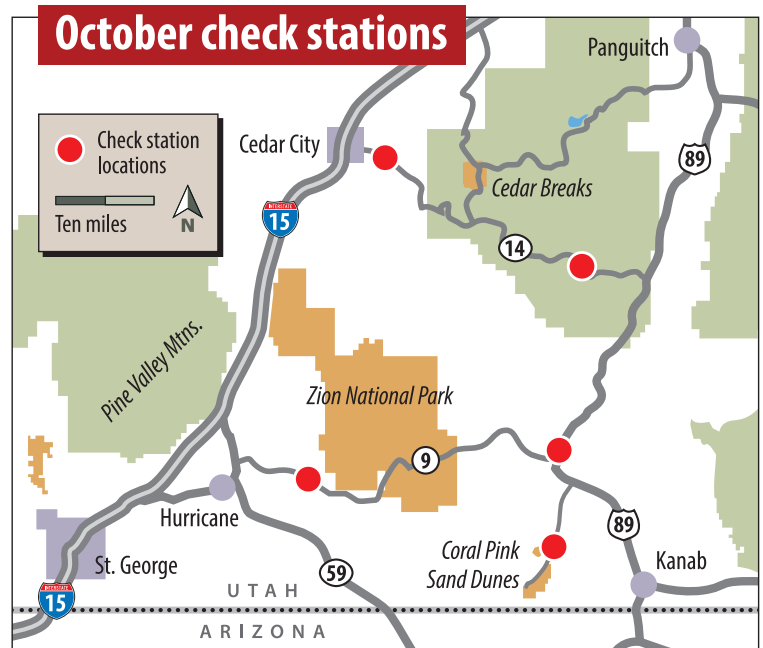 October check stations
Panguitch
Check station
locations
Ten miles
N
Cedar City
Cedar Breaks
89
INTERSTATE
15
14
Pine Valley Mtns.
Zion National Park
9
Hurricane
89
Coral Pink
Sand Dunes
Kanab
St. George
59
UTAH
INTERSTATE
15
ARIZONA